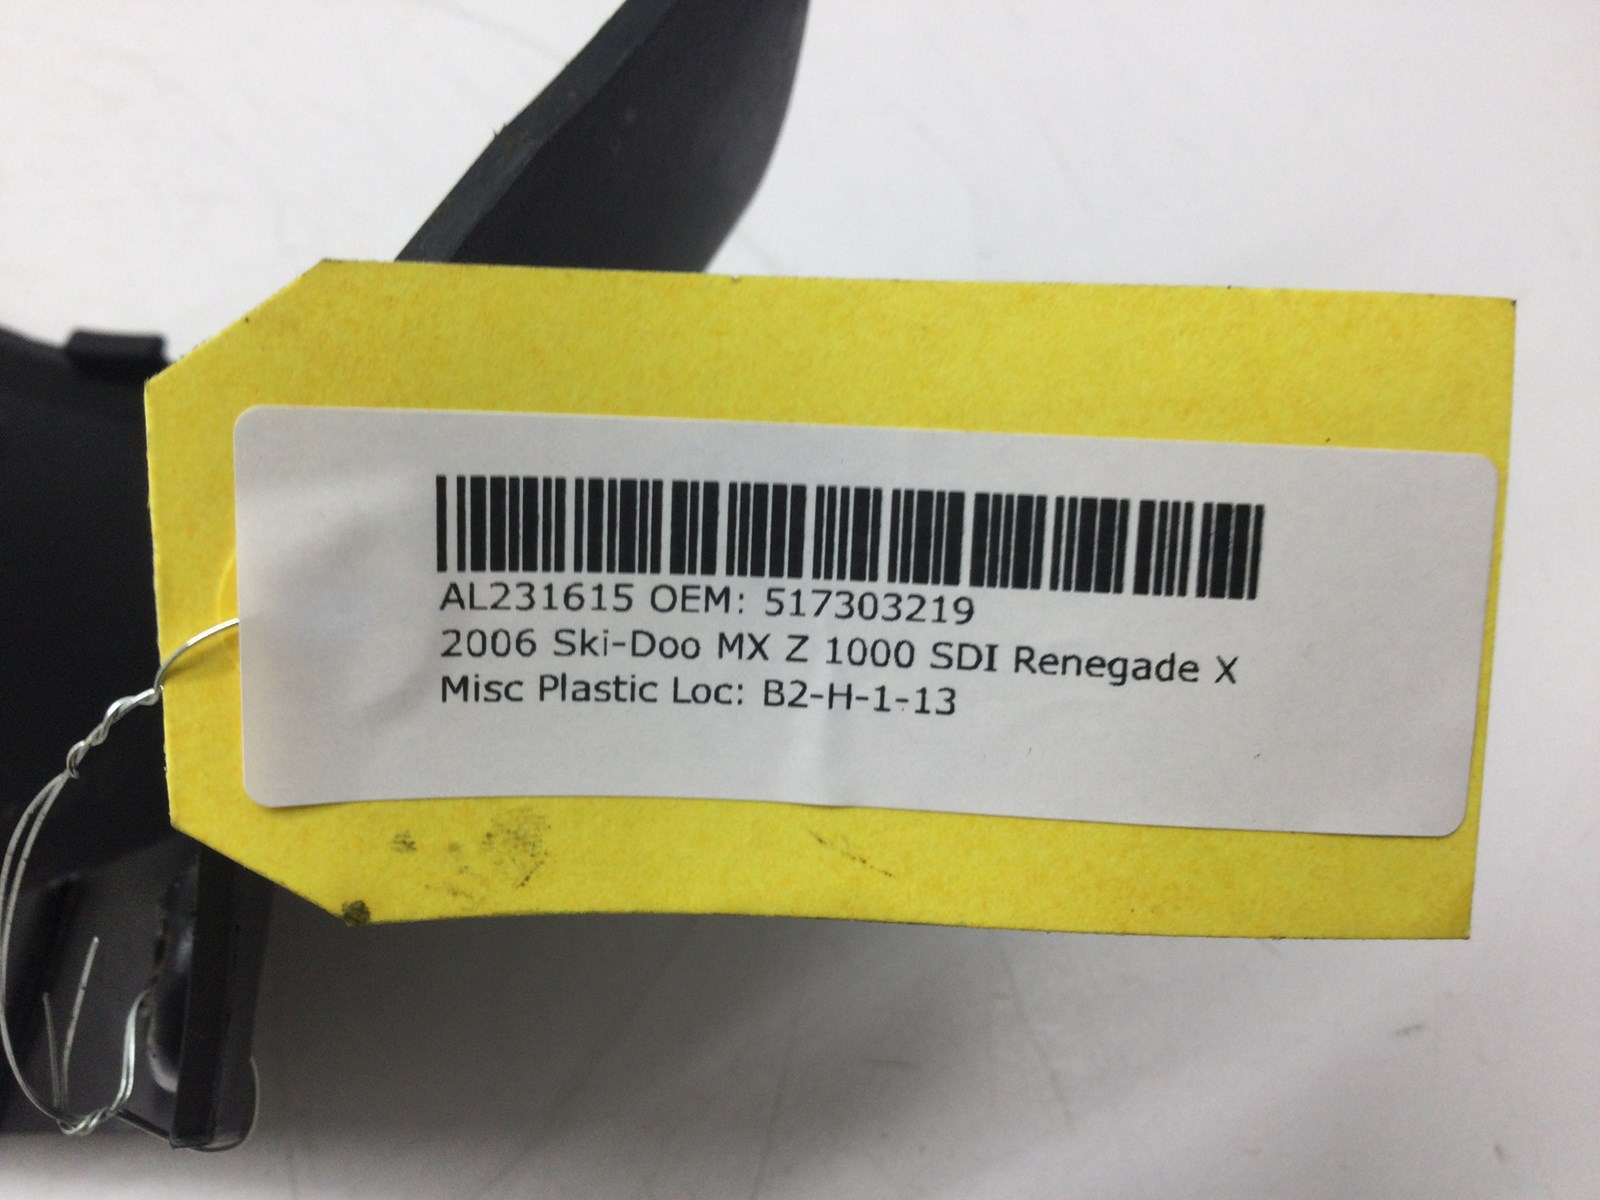 AL231615 OEM: 517303219
2006 Ski-Doo MX Z 1000 SDI Renegade X
Misc Plastic Loc: B2-H-1-13